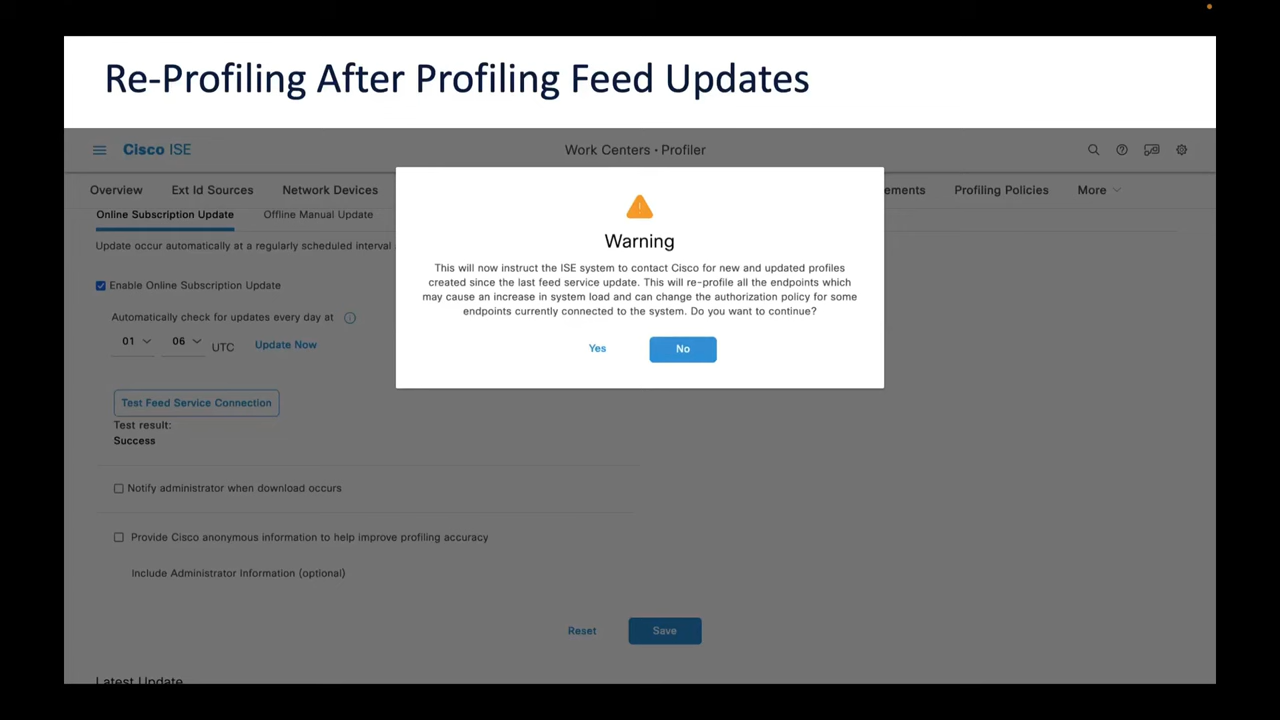 Re-Profiling After Profiling Feed Updates
Cisco ISE
Work Centers • Profiler
Overview
Ext Id Sources
Network Devices
ements
Profiling Policies
More
Online Subscription Update
Offline Manual Update
Update occur automatically at a regularly scheduled interval
Enable Online Subscription Update
Automatically check for updates every day at
01
06
UTC
Update Now
Test Feed Service Connection
Test result:
Success
Notify administrator when download occurs
Provide Cisco anonymous information to help improve profiling accuracy
Include Administrator Information (optional)
Reset
Save
Latest Update
Warning
This will now instruct the ISE system to contact Cisco for new and updated profiles
created since the last feed service update. This will re-profile all the endpoints which
may cause an increase in system load and can change the authorization policy for some
endpoints currently connected to the system. Do you want to continue?
Yes
No